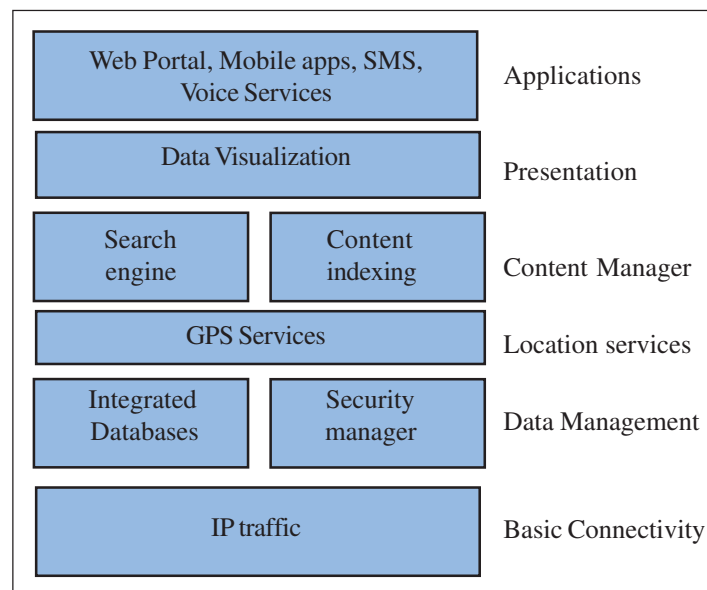 Web Portal, Mobile apps, SMS,
Voice Services
Applications
Data Visualization
Presentation
Search
engine
Content
indexing
Content Manager
GPS Services
Location services
Integrated
Databases
Security
manager
Data Management
IP traffic
Basic Connectivity